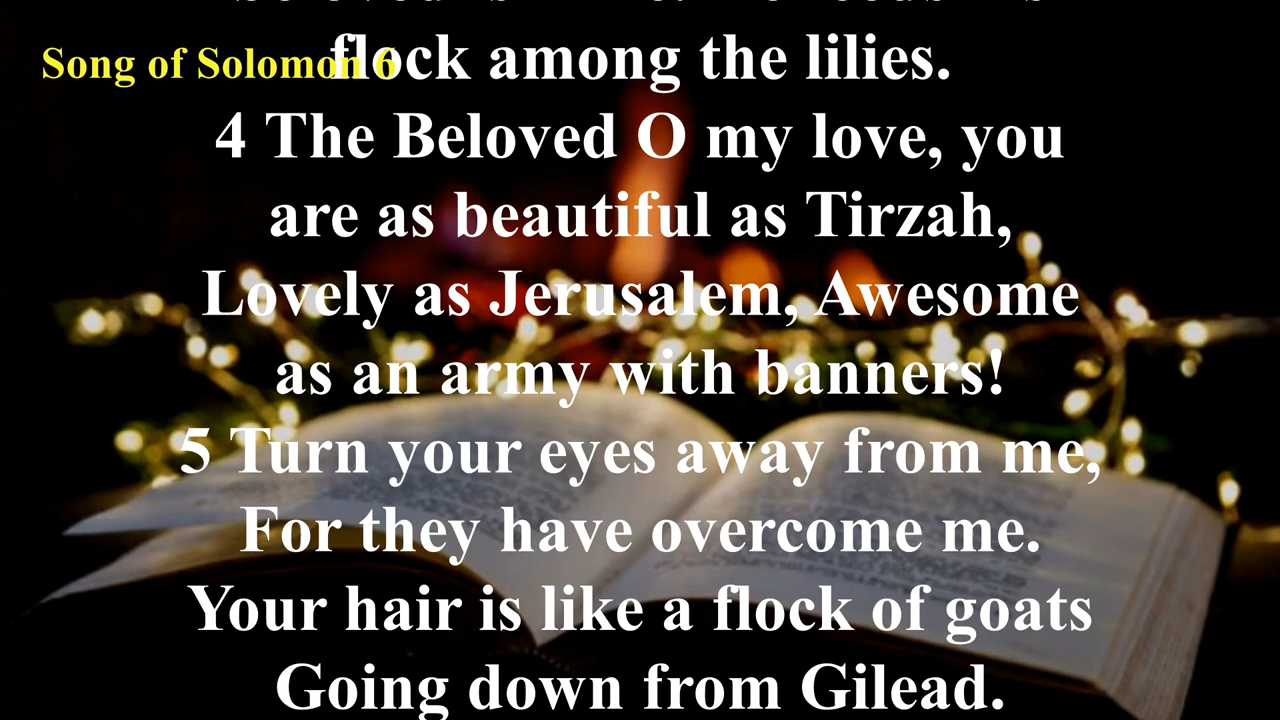 Song of Solomon 6
flock among the lilies.
4 The Beloved O my love, you
are as beautiful as Tirzah,
Lovely as Jerusalem, Awesome
as an army with banners!
5 Turn your eyes away from me,
For they have overcome me.
Your hair is like a flock of goats
Going down from Gilead.